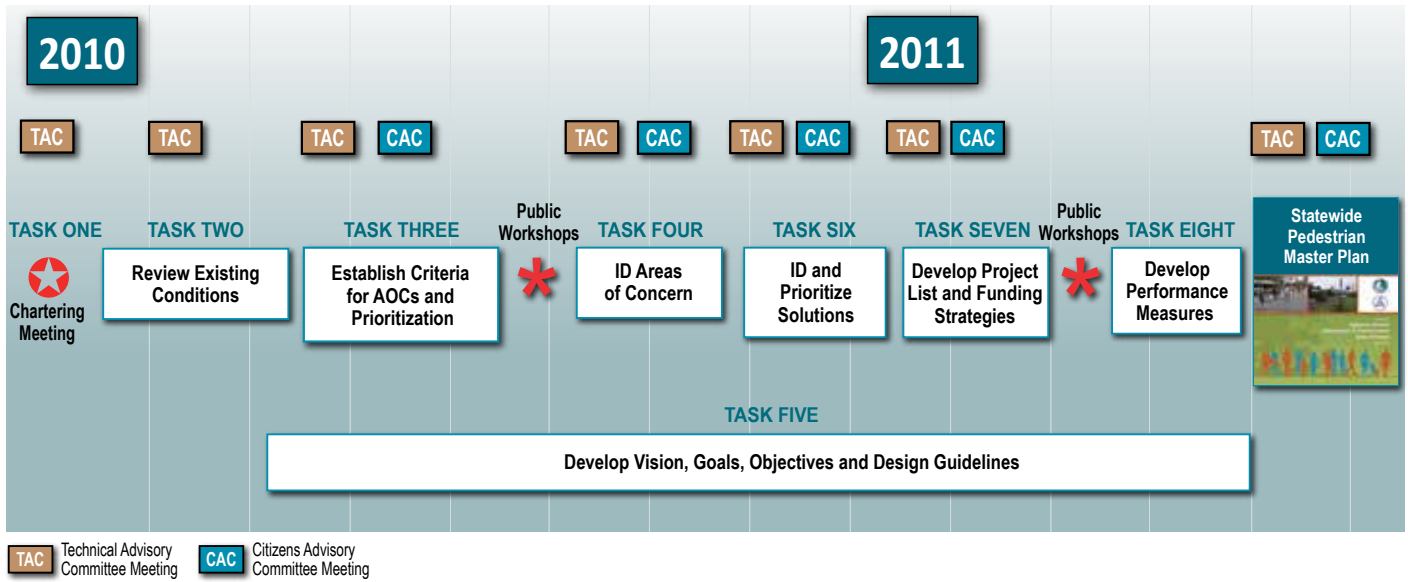 2010
2011
TAC
TAC
TAC CAC
TAC CAC
TAC CAC
TAC CAC
TAC CAC
TASK ONE
Chartering
Meeting
TASK TWO
Review Existing
Conditions
TASK THREE
Establish Criteria
for AOCs and
Prioritization
Public
Workshops
TASK FOUR
ID Areas
of Concern
TASK SIX
ID and
Prioritize
Solutions
TASK SEVEN
Develop Project
List and Funding
Strategies
Public
Workshops
TASK EIGHT
Develop
Performance
Measures
Statewide
Pedestrian
Master Plan
TASK FIVE
Develop Vision, Goals, Objectives and Design Guidelines
TAC Technical Advisory
Committee Meeting
CAC Citizens Advisory
Committee Meeting